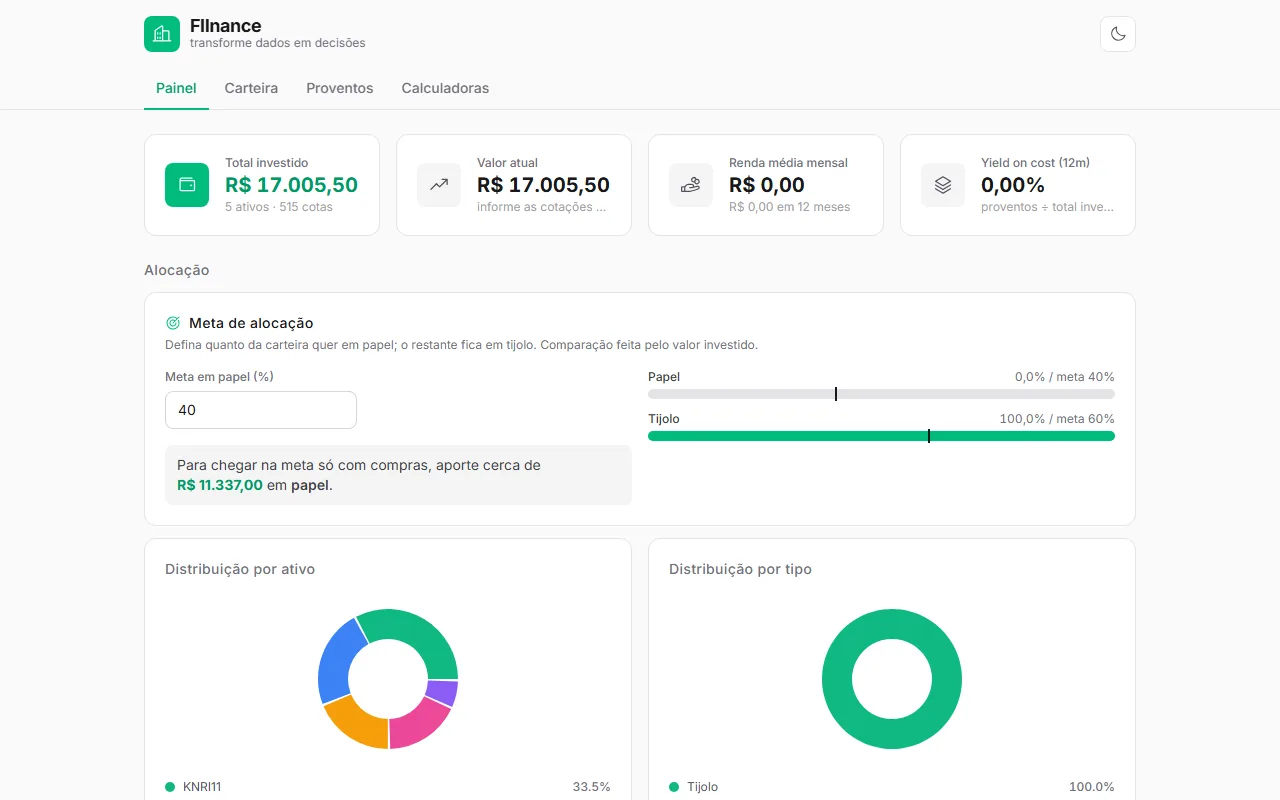 FIInance
transforme dados em decisões
Painel
Carteira
Proventos
Calculadoras
Total investido
R$ 17.005,50
5 ativos · 515 cotas
Valor atual
R$ 17.005,50
informe as cotações ...
Renda média mensal
R$ 0,00
R$ 0,00 em 12 meses
Yield on cost (12m)
0,00%
proventos ÷ total inve...
Alocação
Meta de alocação
Defina quanto da carteira quer em papel; o restante fica em tijolo. Comparação feita pelo valor investido.
Meta em papel (%)
40
Para chegar na meta só com compras, aporte cerca de
R$ 11.337,00 em papel.
Papel
0,0% / meta 40%
Tijolo
100,0% / meta 60%
Distribuição por ativo
KNRI11
33.5%
Distribuição por tipo
Tijolo
100.0%